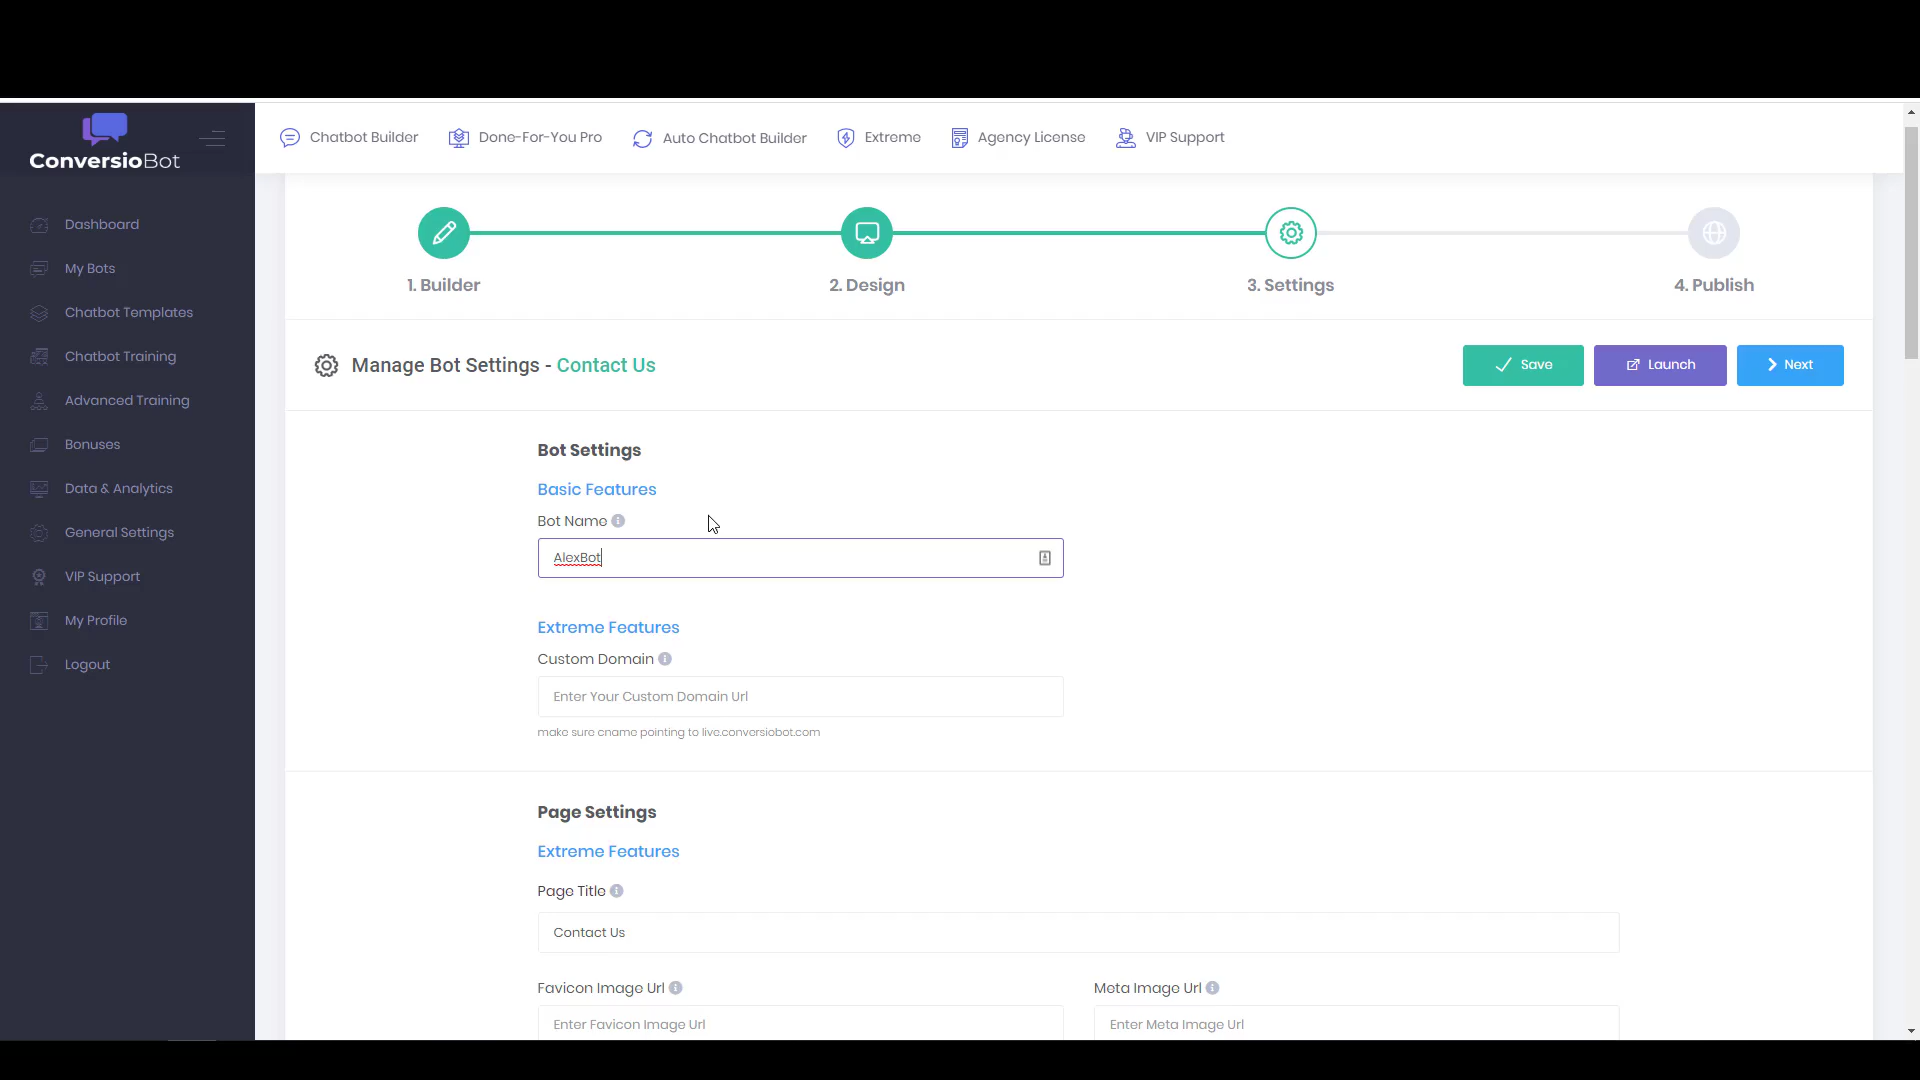 ConversioBot
Chatbot Builder
Done-For-You Pro
Auto Chatbot Builder
Extreme
Agency License
VIP Support
Dashboard
My Bots
Chatbot Templates
Chatbot Training
Advanced Training
Bonuses
Data & Analytics
General Settings
VIP Support
My Profile
Logout
1. Builder
2. Design
3. Settings
4. Publish
Manage Bot Settings - Contact Us
Save
Launch
Next
Bot Settings
Basic Features
Bot Name
AlexBot
Extreme Features
Custom Domain
Enter Your Custom Domain Url
make sure cname pointing to live.conversiobot.com
Page Settings
Extreme Features
Page Title
Contact Us
Favicon Image Url
Meta Image Url
Enter Favicon Image Url
Enter Meta Image Url